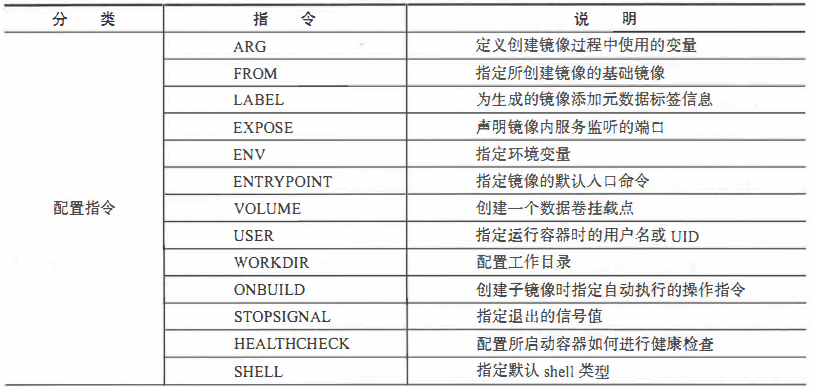 分 类 指 令 说 明
ARG 定义创建镜像过程中使用的变量
FROM 指定所创建镜像的基础镜像
LABEL 为生成的镜像添加元数据标签信息
EXPOSE 声明镜像内服务监听的端口
ENV 指定环境变量
ENTRYPOINT 指定镜像的默认入口命令
配置指令 VOLUME 创建一个数据卷挂载点
USER 指定运行容器时的用户名或 UID
WORKDIR 配置工作目录
ONBUILD 创建子镜像时指定自动执行的操作指令
STOPSIGNAL 指定退出的信号值
HEALTHCHECK 配置所启动容器如何进行健康检查
SHELL 指定默认 shell 类型